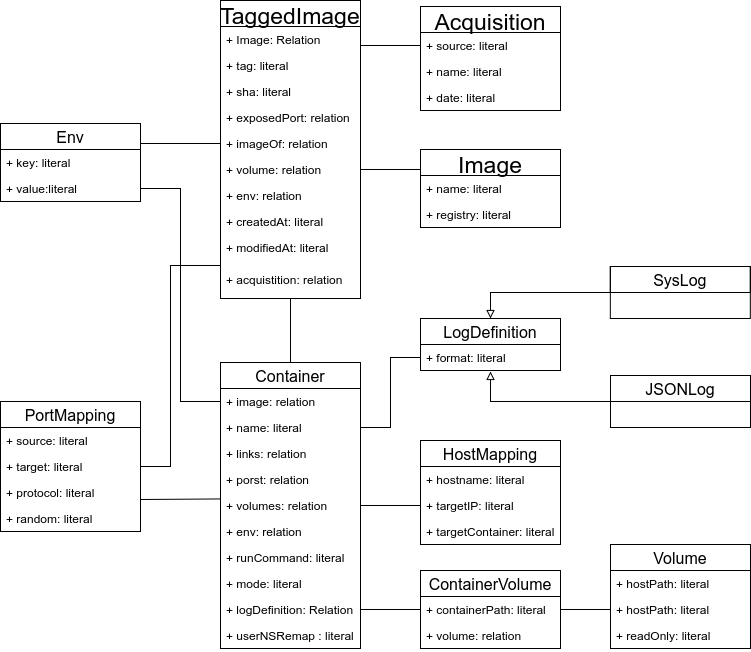 TaggedImage
+ Image: Relation
+ tag: literal
+ sha: literal
+ exposedPort: relation
+ imageOf: relation
+ volume: relation
+ env: relation
+ createdAt: literal
+ modifiedAt: literal
+ acquistition: relation
Acquisition
+ source: literal
+ name: literal
+ date: literal
Env
+ key: literal
+ value:literal
Image
+ name: literal
+ registry: literal
SysLog
LogDefinition
+ format: literal
JSONLog
Container
+ image: relation
+ name: literal
+ links: relation
+ porst: relation
+ volumes: relation
+ env: relation
+ runCommand: literal
+ mode: literal
+ logDefinition: Relation
+ userNSRemap : literal
PortMapping
+ source: literal
+ target: literal
+ protocol: literal
+ random: literal
HostMapping
+ hostname: literal
+ targetIP: literal
+ targetContainer: literal
ContainerVolume
+ containerPath: literal
+ volume: relation
Volume
+ hostPath: literal
+ hostPath: literal
+ readOnly: literal